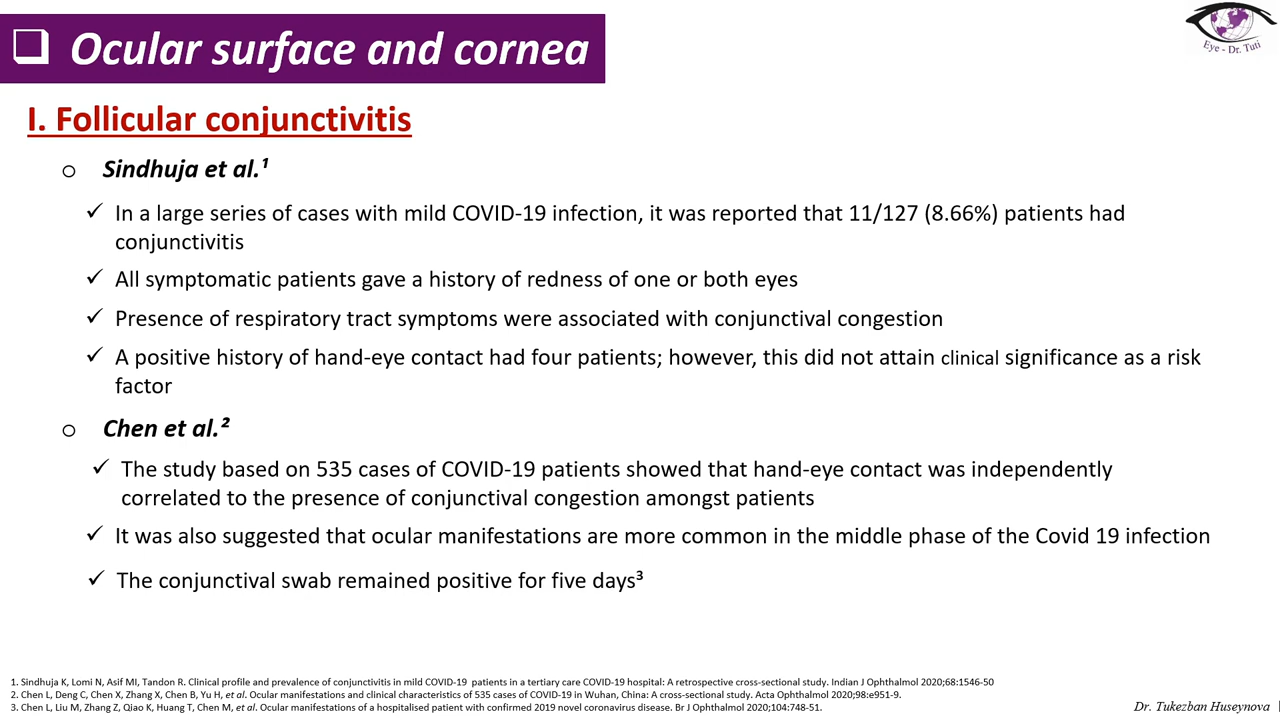 Ocular surface and cornea
Eye - Dr. Tuti
I. Follicular conjunctivitis
o Sindhuja et al.¹
✓ In a large series of cases with mild COVID-19 infection, it was reported that 11/127 (8.66%) patients had
conjunctivitis
✓ All symptomatic patients gave a history of redness of one or both eyes
✓ Presence of respiratory tract symptoms were associated with conjunctival congestion
✓ A positive history of hand-eye contact had four patients; however, this did not attain clinical significance as a risk
factor
o Chen et al.²
✓ The study based on 535 cases of COVID-19 patients showed that hand-eye contact was independently
correlated to the presence of conjunctival congestion amongst patients
✓ It was also suggested that ocular manifestations are more common in the middle phase of the Covid 19 infection
✓ The conjunctival swab remained positive for five days³
1. Sindhuja K, Lomi N, Asif MI, Tandon R. Clinical profile and prevalence of conjunctivitis in mild COVID-19 patients in a tertiary care COVID-19 hospital: A retrospective cross-sectional study. Indian J Ophthalmol 2020;68:1546-50
2. Chen L, Deng C, Chen X, Zhang X, Chen B, Yu H, et al. Ocular manifestations and clinical characteristics of 535 cases of COVID-19 in Wuhan, China: A cross-sectional study. Acta Ophthalmol 2020;98:e951-9.
3. Chen L, Liu M, Zhang Z, Qiao K, Huang T, Chen M, et al. Ocular manifestations of a hospitalised patient with confirmed 2019 novel coronavirus disease. Br J Ophthalmol 2020;104:748-51.
Dr. Tukezban Huseynova